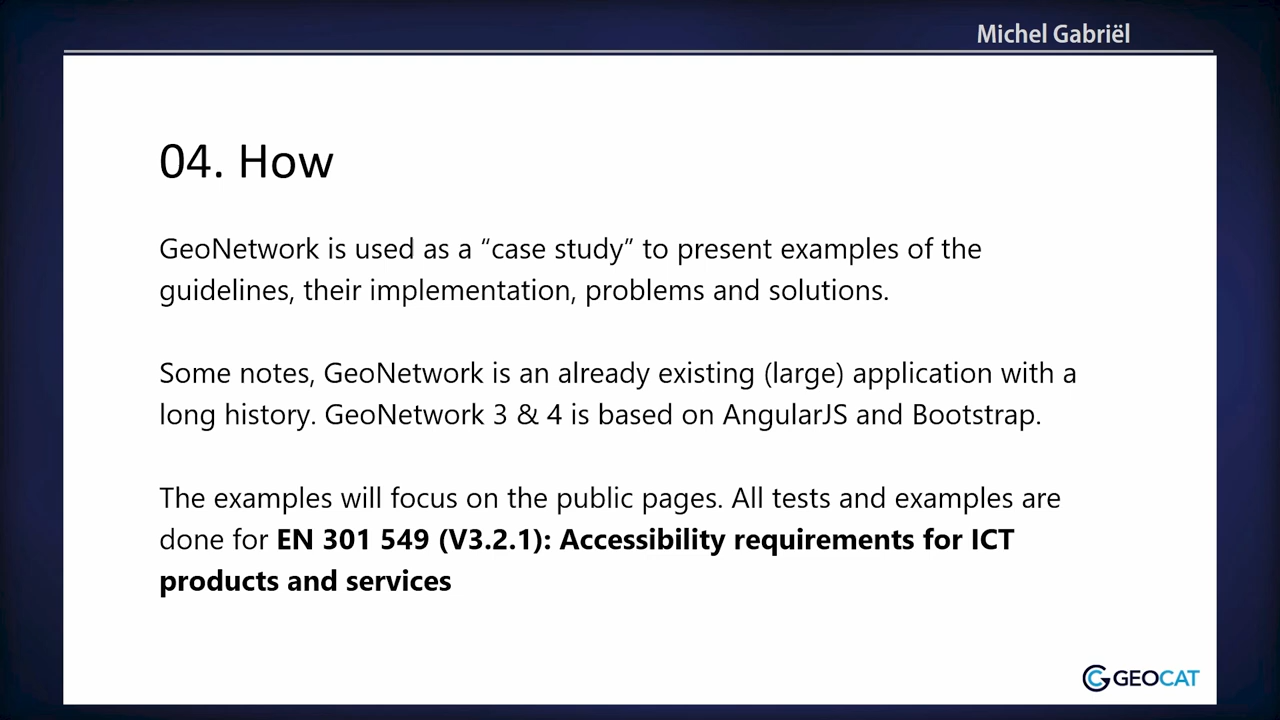 Michel Gabriël
04. How
GeoNetwork is used as a “case study” to present examples of the
guidelines, their implementation, problems and solutions.
Some notes, GeoNetwork is an already existing (large) application with a
long history. GeoNetwork 3 & 4 is based on AngularJS and Bootstrap.
The examples will focus on the public pages. All tests and examples are
done for EN 301 549 (V3.2.1): Accessibility requirements for ICT
products and services
GEOCAT